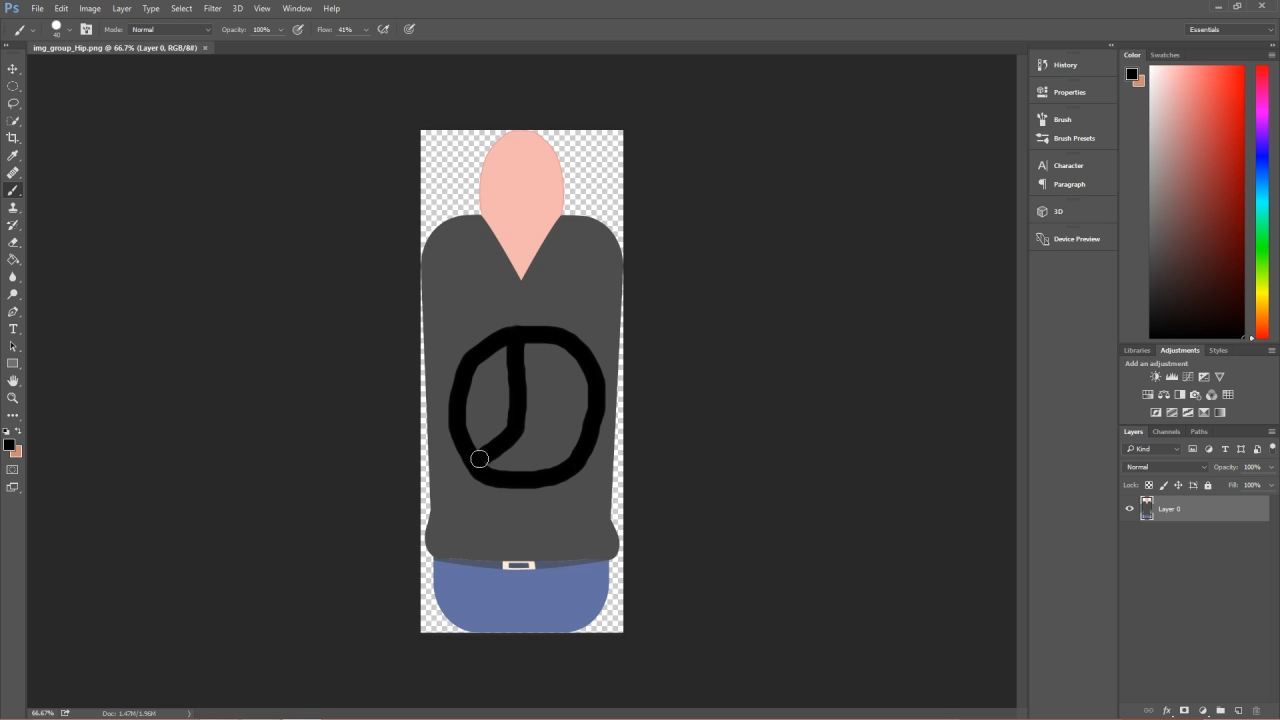 Ps File Edit Image Layer Type Select Filter 3D View Window Help
40 Mode: Normal Opacity: 100% Flow: 41% Essentials
img_group_Hip.png @ 66.7% (Layer 0, RGB/8#) ×
History
Properties
Brush
Brush Presets
Character
Paragraph
3D
Device Preview
Color Swatches
Libraries Adjustments Styles
Add an adjustment
Layers Channels Paths
Kind
Normal Opacity: 100%
Lock: Fill: 100%
Layer 0
66.67% Doc: 1.47M/1.96M